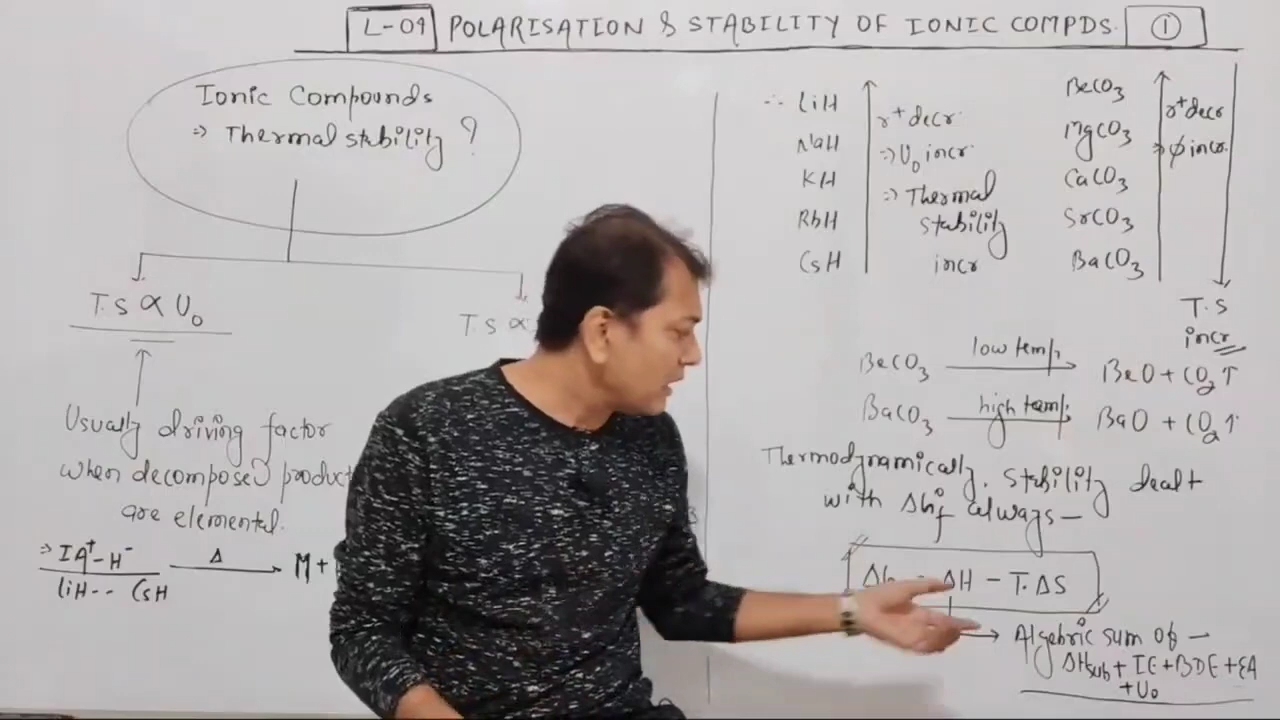 L-09 POLARISATION & STABILITY OF IONIC COMPDS. ①
Ionic Compounds
⇒ Thermal stability ?
T.S ∝ U₀
T.S ∝
Usually driving factor
when decomposed product
are elemental.
⇒ IA⁺-H⁻ Δ M +
LiH-- CsH
∴ LiH
NaH
KH
RbH
CsH
r⁺ decr.
⇒ U₀ incr.
⇒ Thermal
stability
incr
BeCO₃
MgCO₃
CaCO₃
SrCO₃
BaCO₃
r⁺ decr
⇒ φ incr.
T.S
incr
BeCO₃ low temp. BeO + CO₂↑
BaCO₃ high temp. BaO + CO₂↑
Thermodynamically, stability dealt
with ΔG_f always—
ΔH - T.ΔS
Algebric sum of —
ΔH_sub + IE + BDE + EA
+ U₀